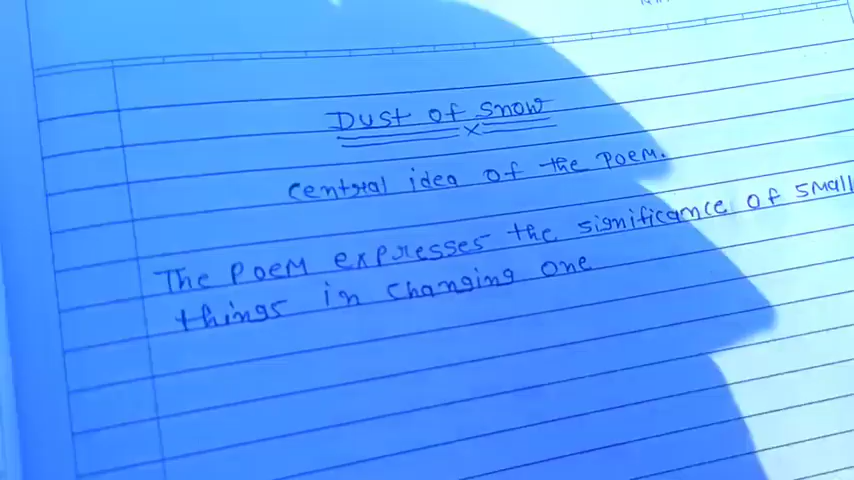 Dust of snow
Central idea of the poem.
The poem expresses the significance of small
things in changing one